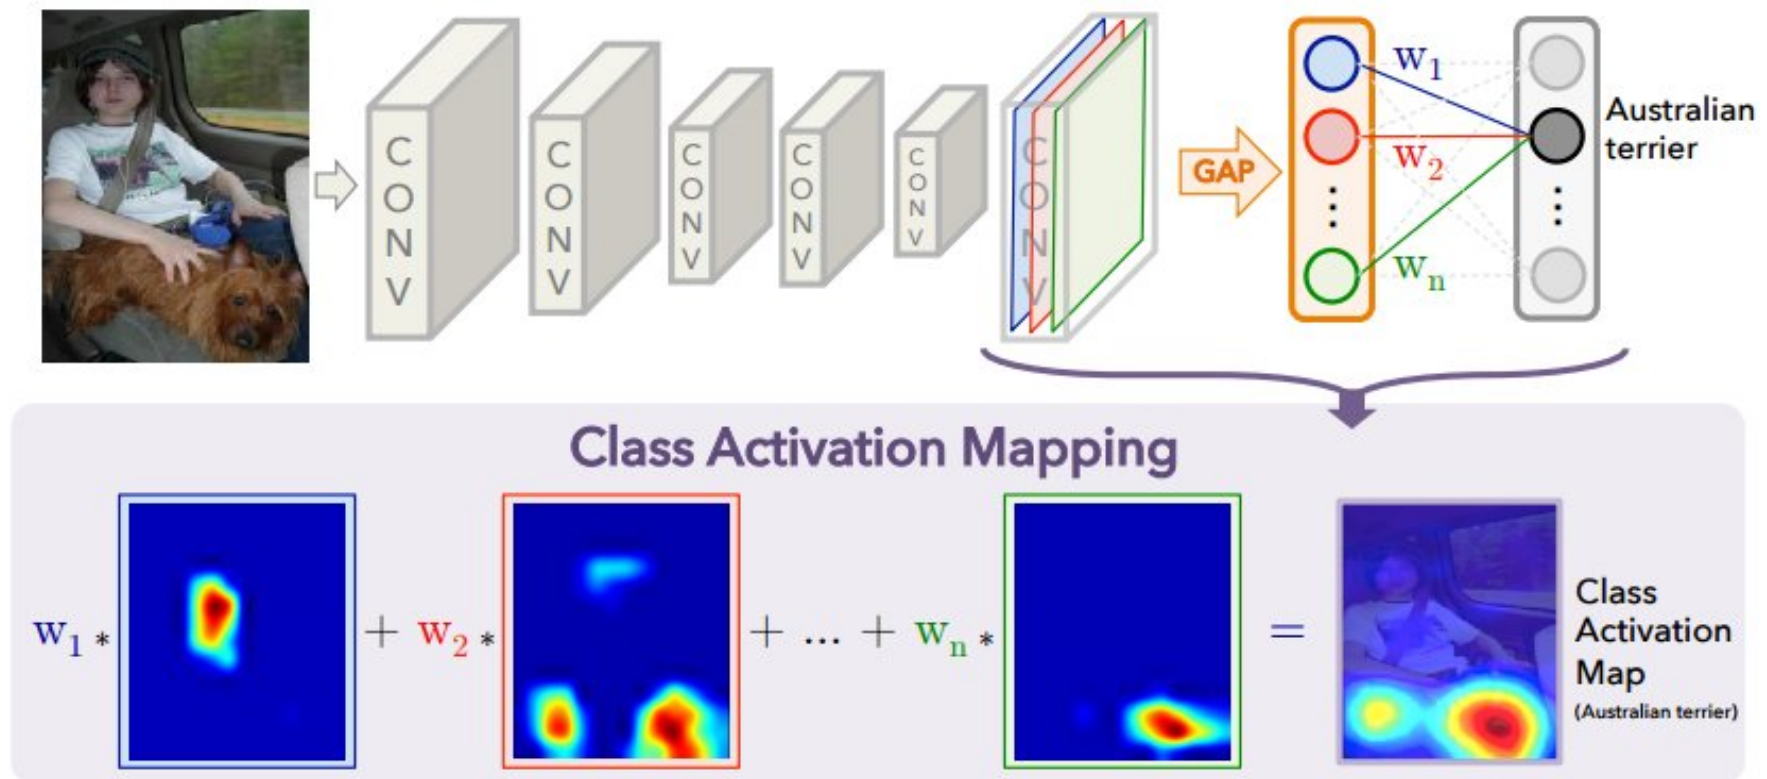 CONV
CONV
CONV
CONV
CONV
CONV
GAP
w1
w2
wn
Australian
terrier
Class Activation Mapping
w1 * + w2 * + ... + wn * =
Class
Activation
Map
(Australian terrier)